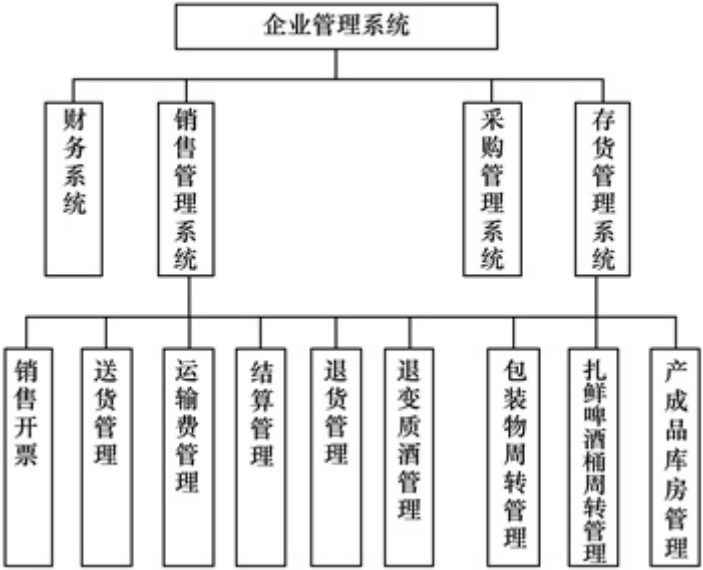 企业管理系统
财务系统
销售管理系统
采购管理系统
存货管理系统
销售开票
送货管理
运输费管理
结算管理
退货管理
退变质酒管理
包装物周转管理
扎鲜啤酒桶周转管理
产成品库房管理